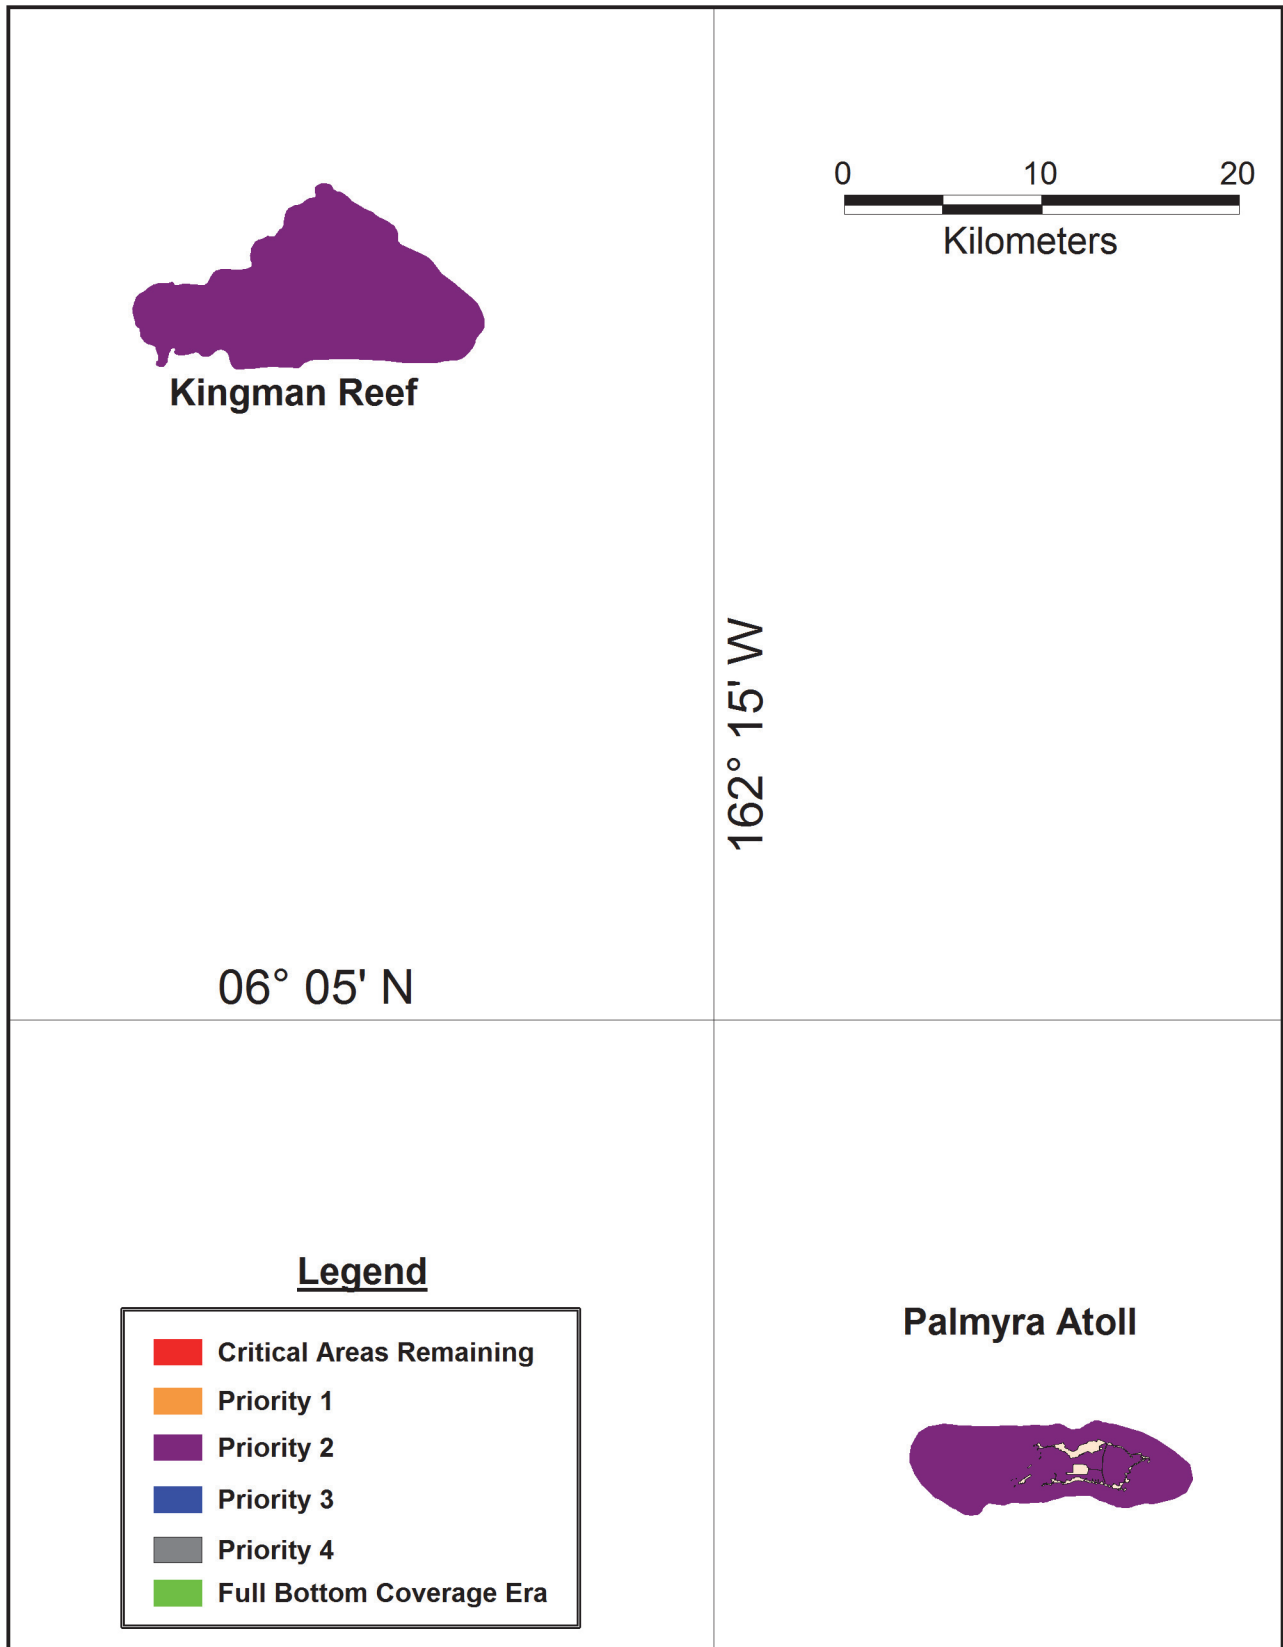 0 10 20
Kilometers
Kingman Reef
162° 15' W
06° 05' N
Legend
Critical Areas Remaining
Priority 1
Priority 2
Priority 3
Priority 4
Full Bottom Coverage Era
Palmyra Atoll